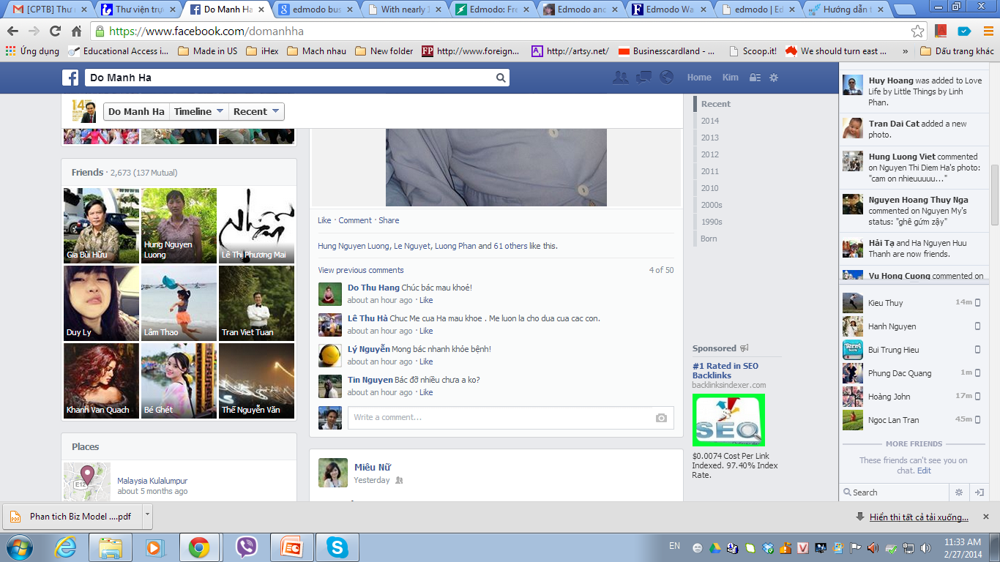 [CPTB] Thư
Thư viện trực
Do Manh Ha
edmodo bus
With nearly
Edmodo: Fre
Edmodo and
Edmodo Wa
edmodo | Ed
Hướng dẫn
https://www.facebook.com/domanhha
Ứng dụng
Educational Access i...
Made in US
iHex
Mach nhau
New folder
http://www.foreign...
http://artsy.net/
Businesscardland - ...
Scoop.it!
We should turn east ...
»
Dấu trang khác
Do Manh Ha
Home
Kim
Do Manh Ha
Timeline
Recent
Friends · 2,673 (137 Mutual)
Gia Bùi Hữu
Hung Nguyen
Luong
Lê Thị Phương Mai
Duy Ly
Lâm Thao
Tran Viet Tuan
Khanh Van Quach
Bé Ghét
Thế Nguyễn Văn
Places
E12
Malaysia Kulalumpur
about 5 months ago
Like · Comment · Share
Hung Nguyen Luong, Le Nguyet, Luong Phan and 61 others like this.
View previous comments
4 of 50
Do Thu Hang Chúc bác mau khoẻ!
about an hour ago · Like
Lê Thu Hà Chuc Me cua Ha mau khoe . Me luon la cho dua cua cac con.
about an hour ago · Like
Lý Nguyễn Mong bác nhanh khỏe bệnh!
about an hour ago · Like
Tin Nguyen Bác đỡ nhiều chưa a ko?
about an hour ago · Like
Write a comment...
Miêu Nữ
Yesterday
Recent
2014
2013
2012
2011
2010
2000s
1990s
Born
Sponsored
#1 Rated in SEO
Backlinks
backlinksindexer.com
SEO
$0.0074 Cost Per Link
Indexed. 97.40% Index
Rate.
Huy Hoang was added to Love
Life by Little Things by Linh
Phan.
Tran Dai Cat added a new
photo.
Hung Luong Viet commented
on Nguyen Thi Diem Ha's photo:
"cam on nhieuuuuu..."
Nguyen Hoang Thuy Nga
commented on Nguyen My's
status: "ghê gứm zậy"
Hải Tạ and Ha Nguyen Huu
Thanh are now friends.
Vu Hong Cuong commented on
Kieu Thuy 14m
Hanh Nguyen
Bui Trung Hieu
Phung Dac Quang 1m
Hoàng John 17m
Ngoc Lan Tran 45m
MORE FRIENDS
These friends can't see you on
chat. Edit
Search
Phan tich Biz Model ....pdf
Hiển thị tất cả tải xuống...
EN
11:33 AM
2/27/2014